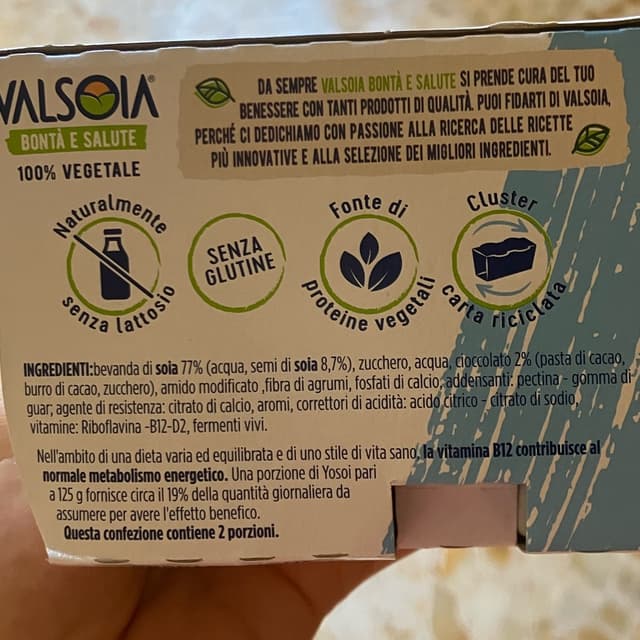 VALSOIA®
BONTÀ E SALUTE
100% VEGETALE
DA SEMPRE VALSOIA BONTÀ E SALUTE SI PRENDE CURA DEL TUO
BENESSERE CON TANTI PRODOTTI DI QUALITÀ. PUOI FIDARTI DI VALSOIA,
PERCHÉ CI DEDICHIAMO CON PASSIONE ALLA RICERCA DELLE RICETTE
PIÙ INNOVATIVE E ALLA SELEZIONE DEI MIGLIORI INGREDIENTI.
Naturalmente
senza lattosio
SENZA
GLUTINE
Fonte di
proteine vegetali
Cluster
carta riciclata
INGREDIENTI:bevanda di soia 77% (acqua, semi di soia 8,7%), zucchero, acqua, cioccolato 2% (pasta di cacao,
burro di cacao, zucchero), amido modificato ,fibra di agrumi, fosfati di calcio, addensanti: pectina - gomma di
guar; agente di resistenza: citrato di calcio, aromi, correttori di acidità: acido citrico - citrato di sodio,
vitamine: Riboflavina -B12-D2, fermenti vivi.
Nell'ambito di una dieta varia ed equilibrata e di uno stile di vita sano, la vitamina B12 contribuisce al
normale metabolismo energetico. Una porzione di Yosoi pari
a 125 g fornisce circa il 19% della quantità giornaliera da
assumere per avere l'effetto benefico.
Questa confezione contiene 2 porzioni.